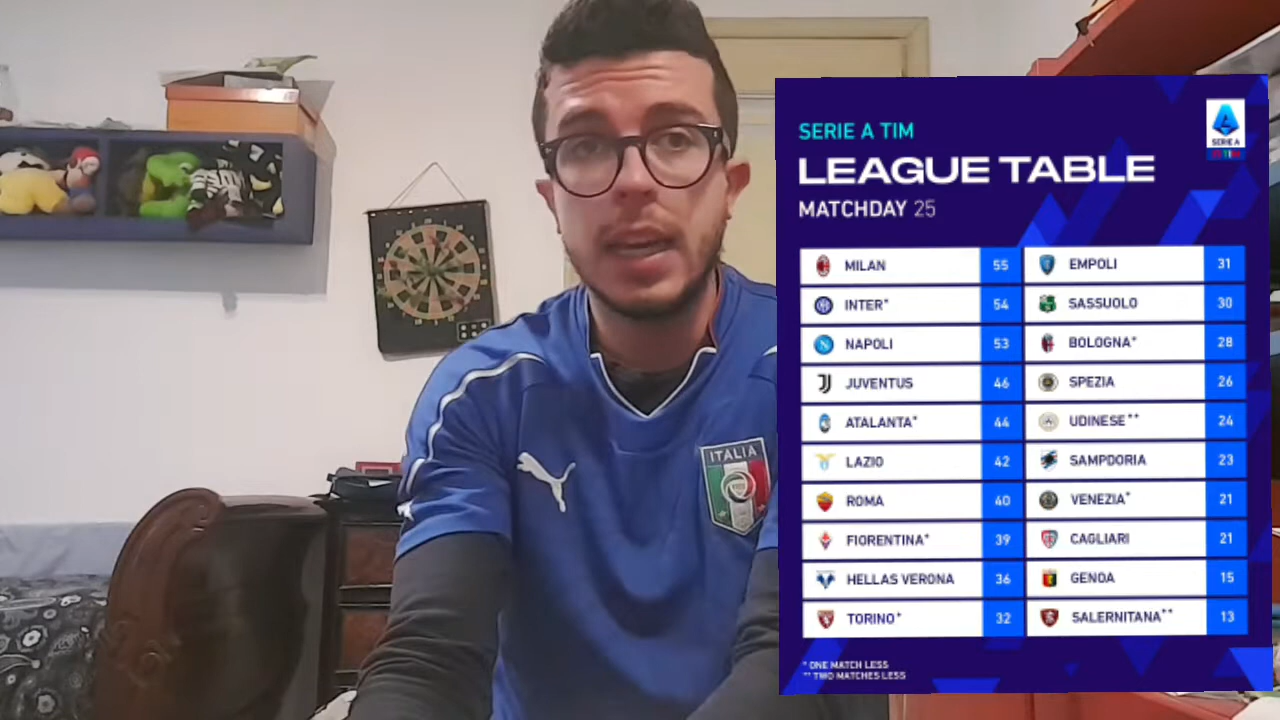 SERIE A TIM
LEAGUE TABLE
MATCHDAY 25
SERIE A
MILAN 55
INTER* 54
NAPOLI 53
JUVENTUS 46
ATALANTA* 44
LAZIO 42
ROMA 40
FIORENTINA* 39
HELLAS VERONA 36
TORINO* 32
EMPOLI 31
SASSUOLO 30
BOLOGNA* 28
SPEZIA 26
UDINESE** 24
SAMPDORIA 23
VENEZIA* 21
CAGLIARI 21
GENOA 15
SALERNITANA** 13
* ONE MATCH LESS
** TWO MATCHES LESS
ITALIA